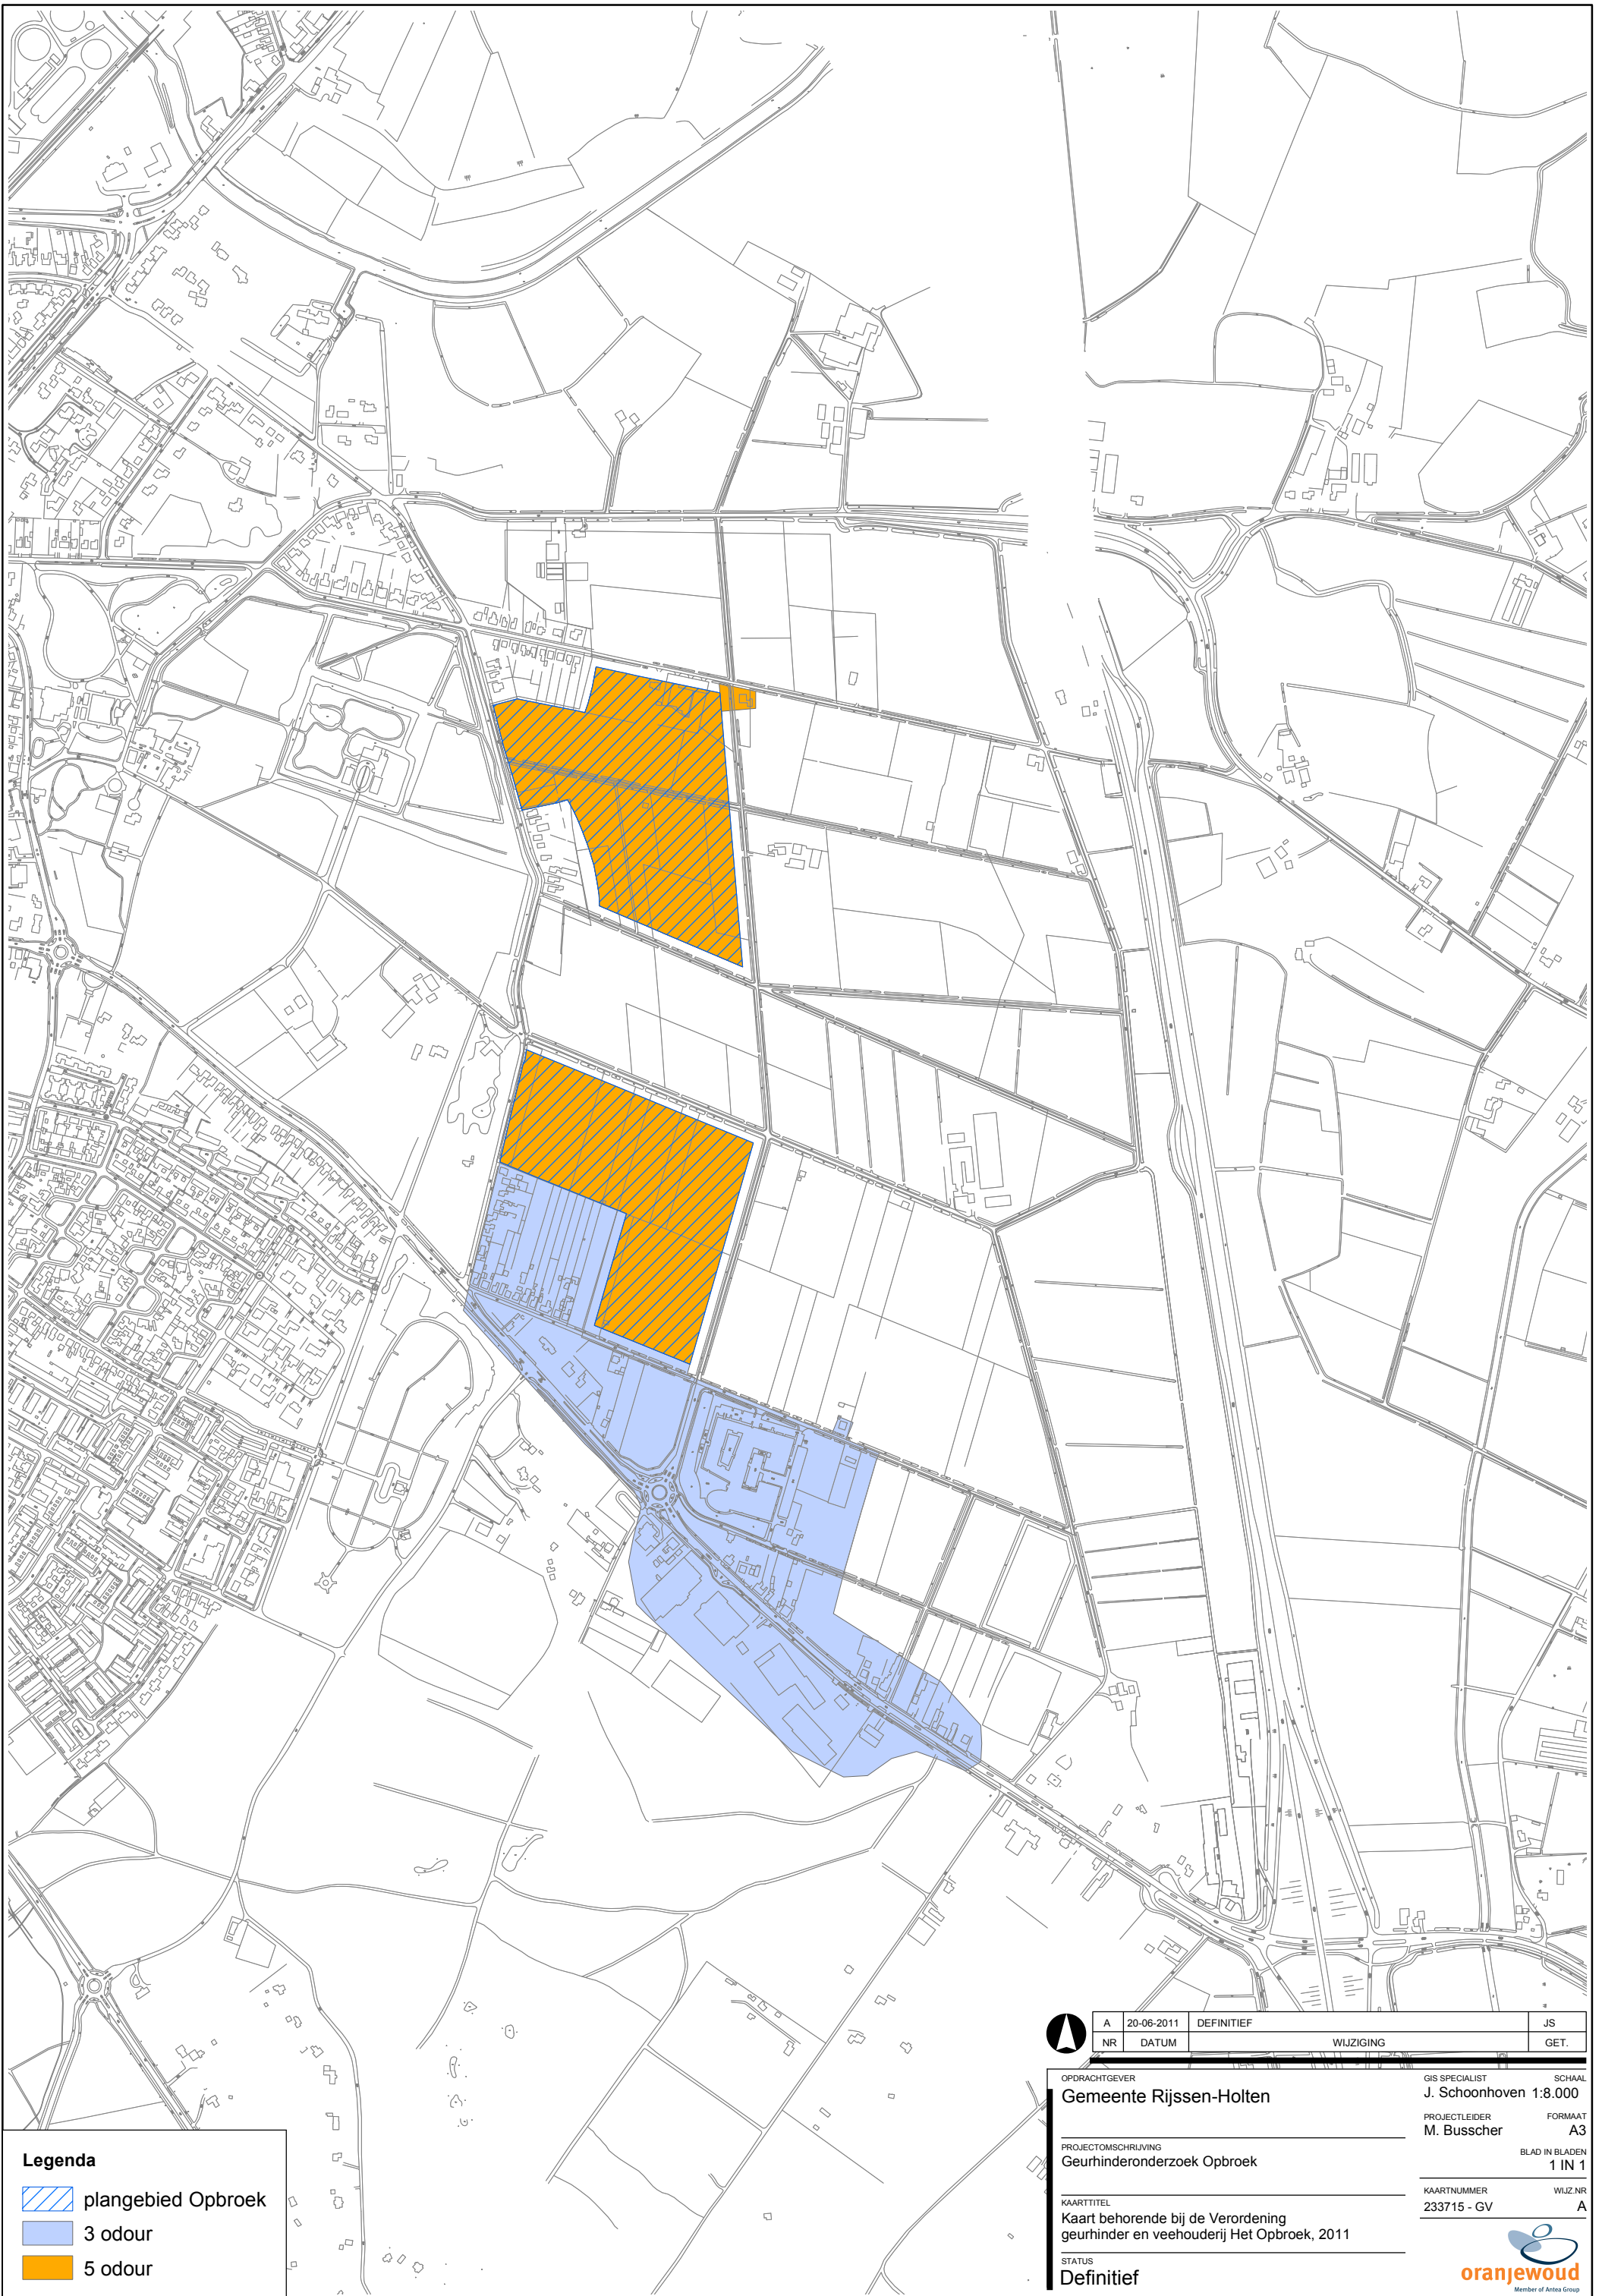 A 20-06-2011 DEFINITIEF JS
NR DATUM WIJZIGING GET.
OPDRACHTGEVER
Gemeente Rijssen-Holten
GIS SPECIALIST SCHAAL
J. Schoonhoven 1:8.000
PROJECTLEIDER FORMAAT
M. Busscher A3
PROJECTOMSCHRIJVING
Geurhinderonderzoek Opbroek
BLAD IN BLADEN
1 IN 1
KAARTTITEL
Kaart behorende bij de Verordening
geurhinder en veehouderij Het Opbroek, 2011
KAARTNUMMER WIJZ.NR
233715 - GV A
STATUS
Definitief
oranjewoud
Member of Antea Group
Legenda
plangebied Opbroek
3 odour
5 odour